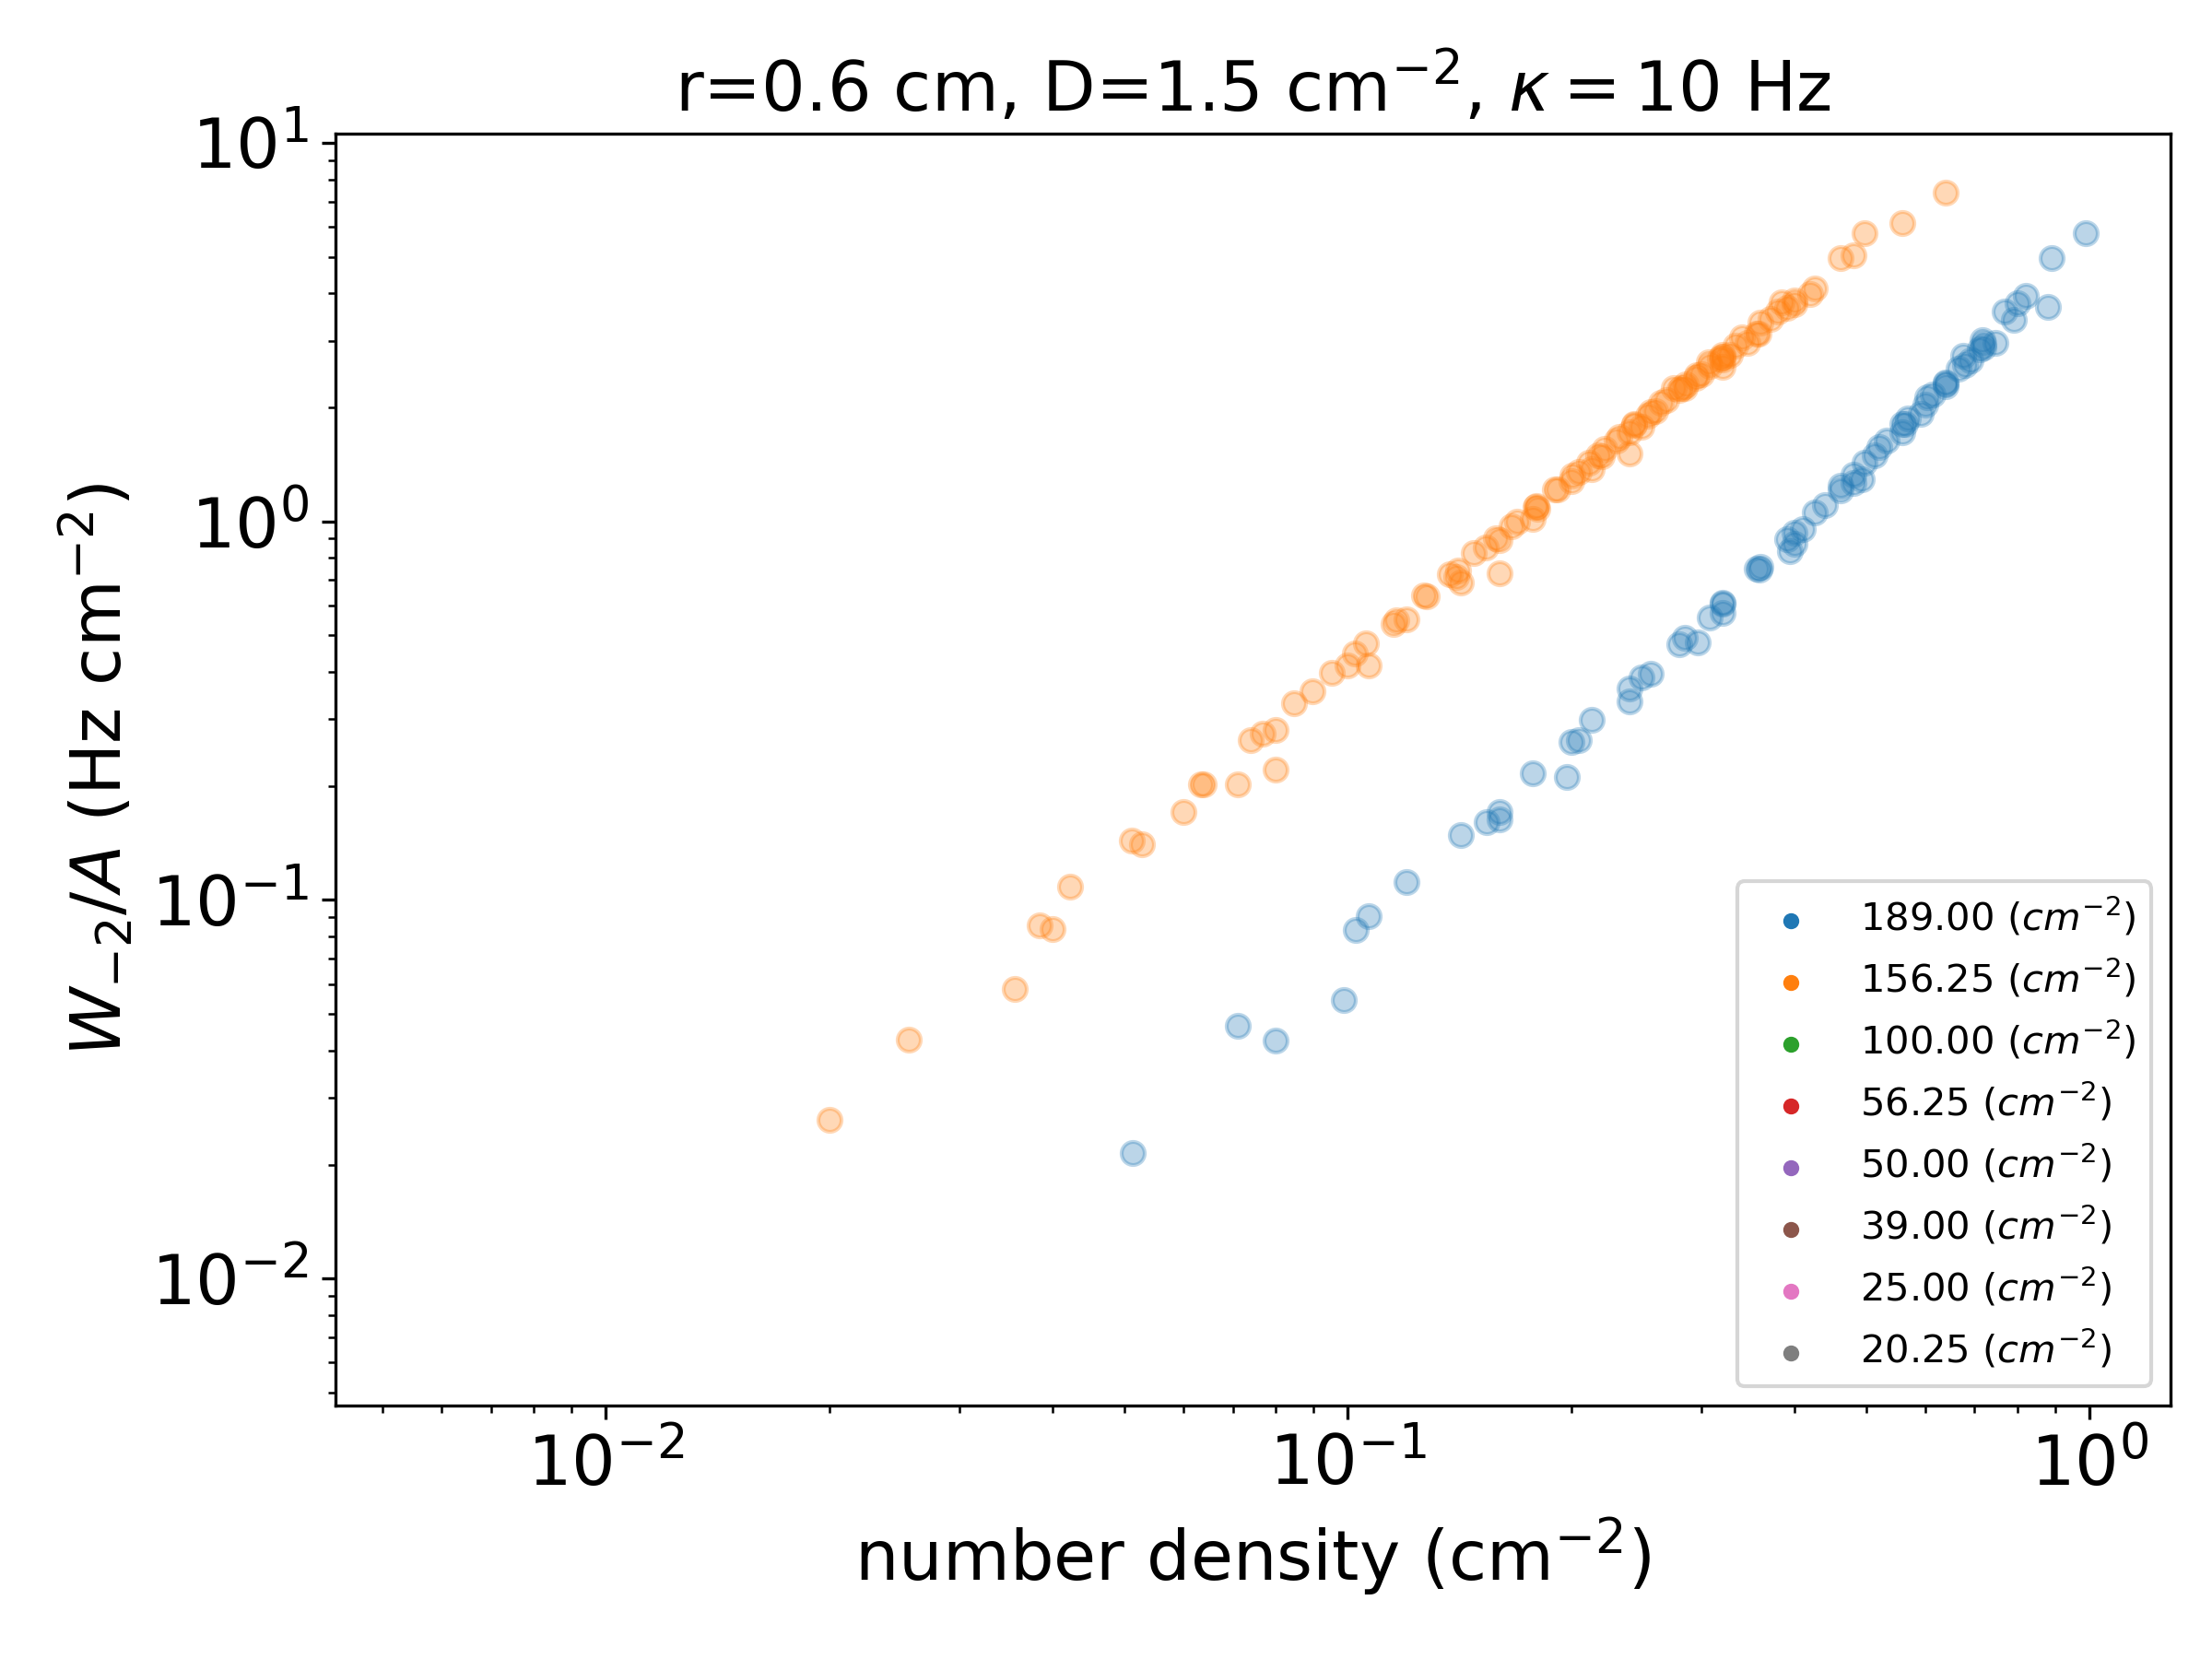 r=0.6 cm, D=1.5 cm⁻², κ = 10 Hz
10¹
10⁰
10⁻¹
10⁻²
W₋₂/A (Hz cm⁻²)
189.00 (cm⁻²)
156.25 (cm⁻²)
100.00 (cm⁻²)
56.25 (cm⁻²)
50.00 (cm⁻²)
39.00 (cm⁻²)
25.00 (cm⁻²)
20.25 (cm⁻²)
10⁻² 10⁻¹ 10⁰
number density (cm⁻²)